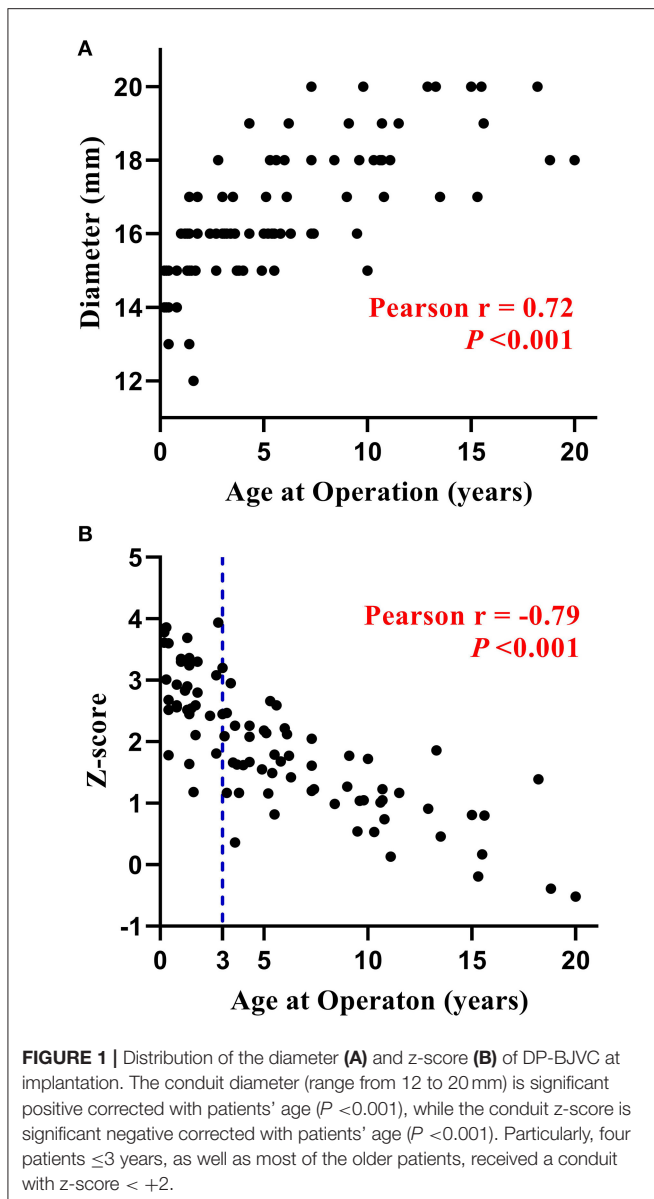 A
20
18
16
14
12
Diameter (mm)
Pearson r = 0.72
P <0.001
0 5 10 15 20
Age at Operation (years)
B
5
4
3
2
1
0
-1
Z-score
Pearson r = -0.79
P <0.001
0 3 5 10 15 20
Age at Operaton (years)
FIGURE 1 | Distribution of the diameter (A) and z-score (B) of DP-BJVC at
implantation. The conduit diameter (range from 12 to 20 mm) is significant
positive corrected with patients' age (P <0.001), while the conduit z-score is
significant negative corrected with patients' age (P <0.001). Particularly, four
patients ≤3 years, as well as most of the older patients, received a conduit
with z-score < +2.